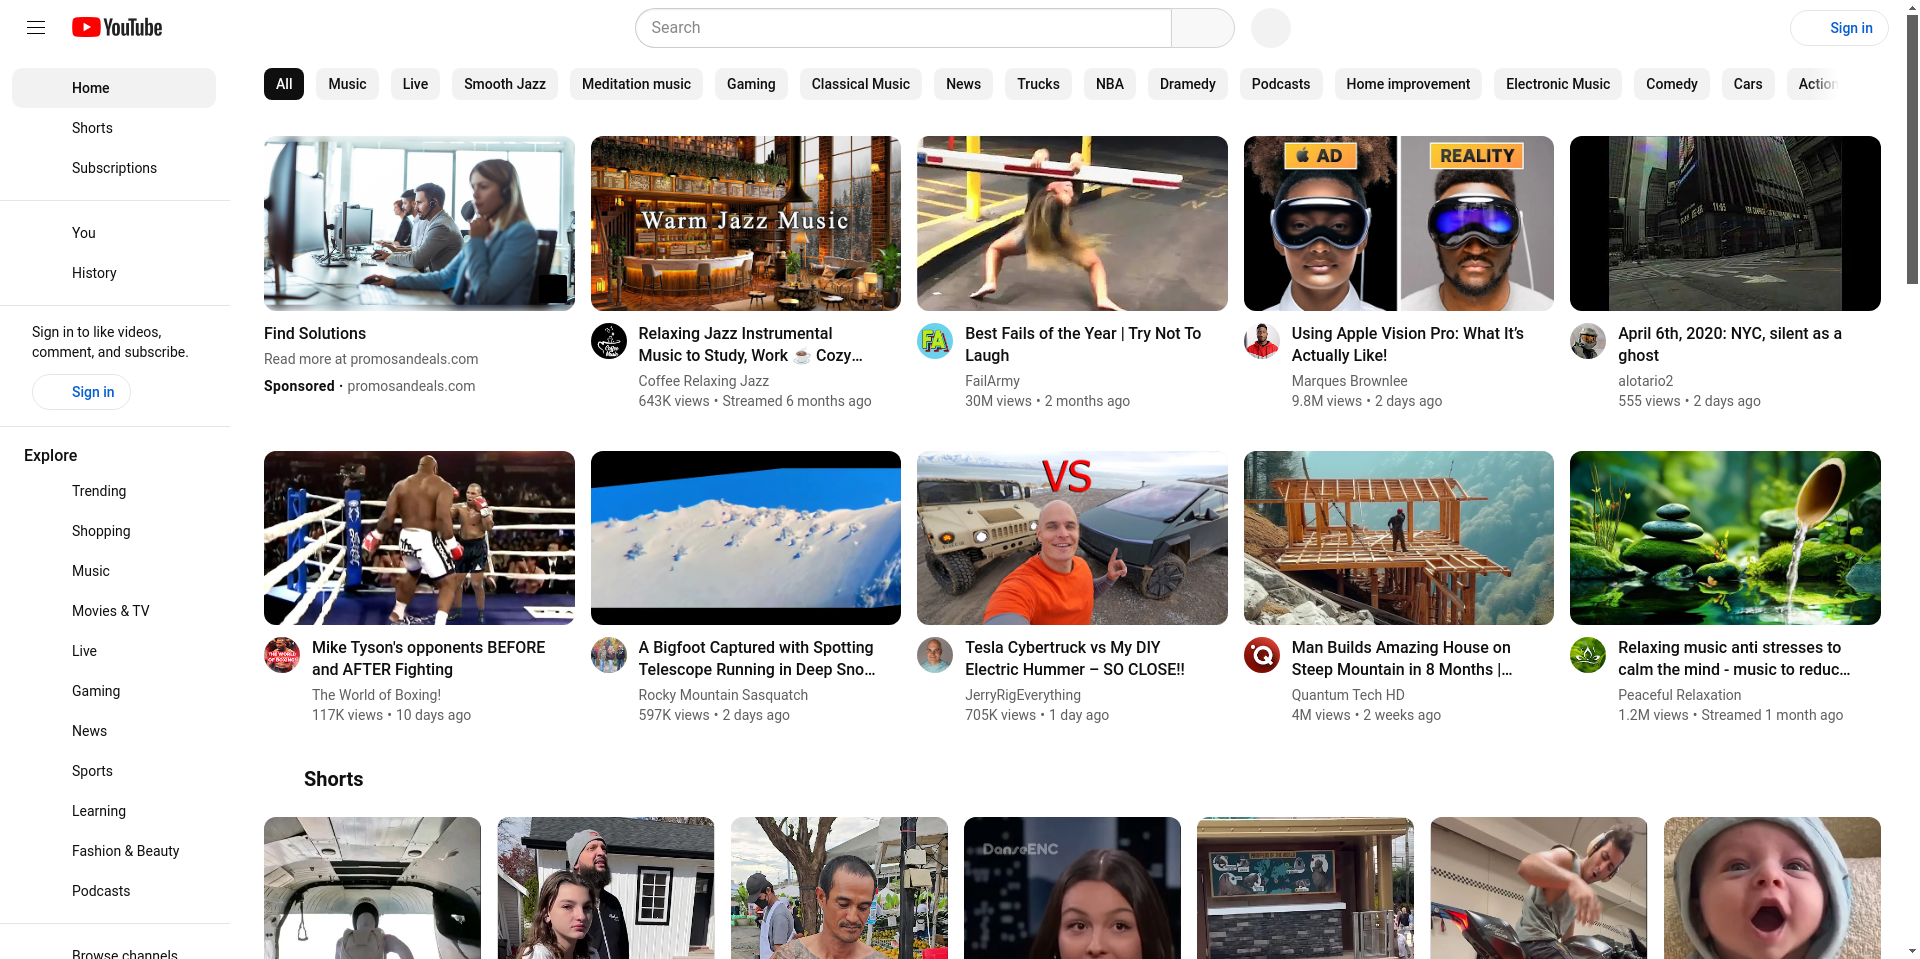 YouTube
Search
Sign in
Home
Shorts
Subscriptions
You
History
Sign in to like videos,
comment, and subscribe.
Sign in
Explore
Trending
Shopping
Music
Movies & TV
Live
Gaming
News
Sports
Learning
Fashion & Beauty
Podcasts
Browse channels
All Music Live Smooth Jazz Meditation music Gaming Classical Music News Trucks NBA Dramedy Podcasts Home improvement Electronic Music Comedy Cars Action
Find Solutions
Read more at promosandeals.com
Sponsored · promosandeals.com
Warm Jazz Music
Coffee Music
Relaxing Jazz Instrumental
Music to Study, Work ☕ Cozy...
Coffee Relaxing Jazz
643K views • Streamed 6 months ago
FA
Best Fails of the Year | Try Not To
Laugh
FailArmy
30M views • 2 months ago
AD
REALITY
Using Apple Vision Pro: What It’s
Actually Like!
Marques Brownlee
9.8M views • 2 days ago
April 6th, 2020: NYC, silent as a
ghost
alotario2
555 views • 2 days ago
THE WORLD
OF BOXING!
Mike Tyson's opponents BEFORE
and AFTER Fighting
The World of Boxing!
117K views • 10 days ago
A Bigfoot Captured with Spotting
Telescope Running in Deep Sno...
Rocky Mountain Sasquatch
597K views • 2 days ago
VS
Tesla Cybertruck vs My DIY
Electric Hummer – SO CLOSE!!
JerryRigEverything
705K views • 1 day ago
Man Builds Amazing House on
Steep Mountain in 8 Months |...
Quantum Tech HD
4M views • 2 weeks ago
Relaxing music anti stresses to
calm the mind - music to reduc...
Peaceful Relaxation
1.2M views • Streamed 1 month ago
Shorts
DanseENC